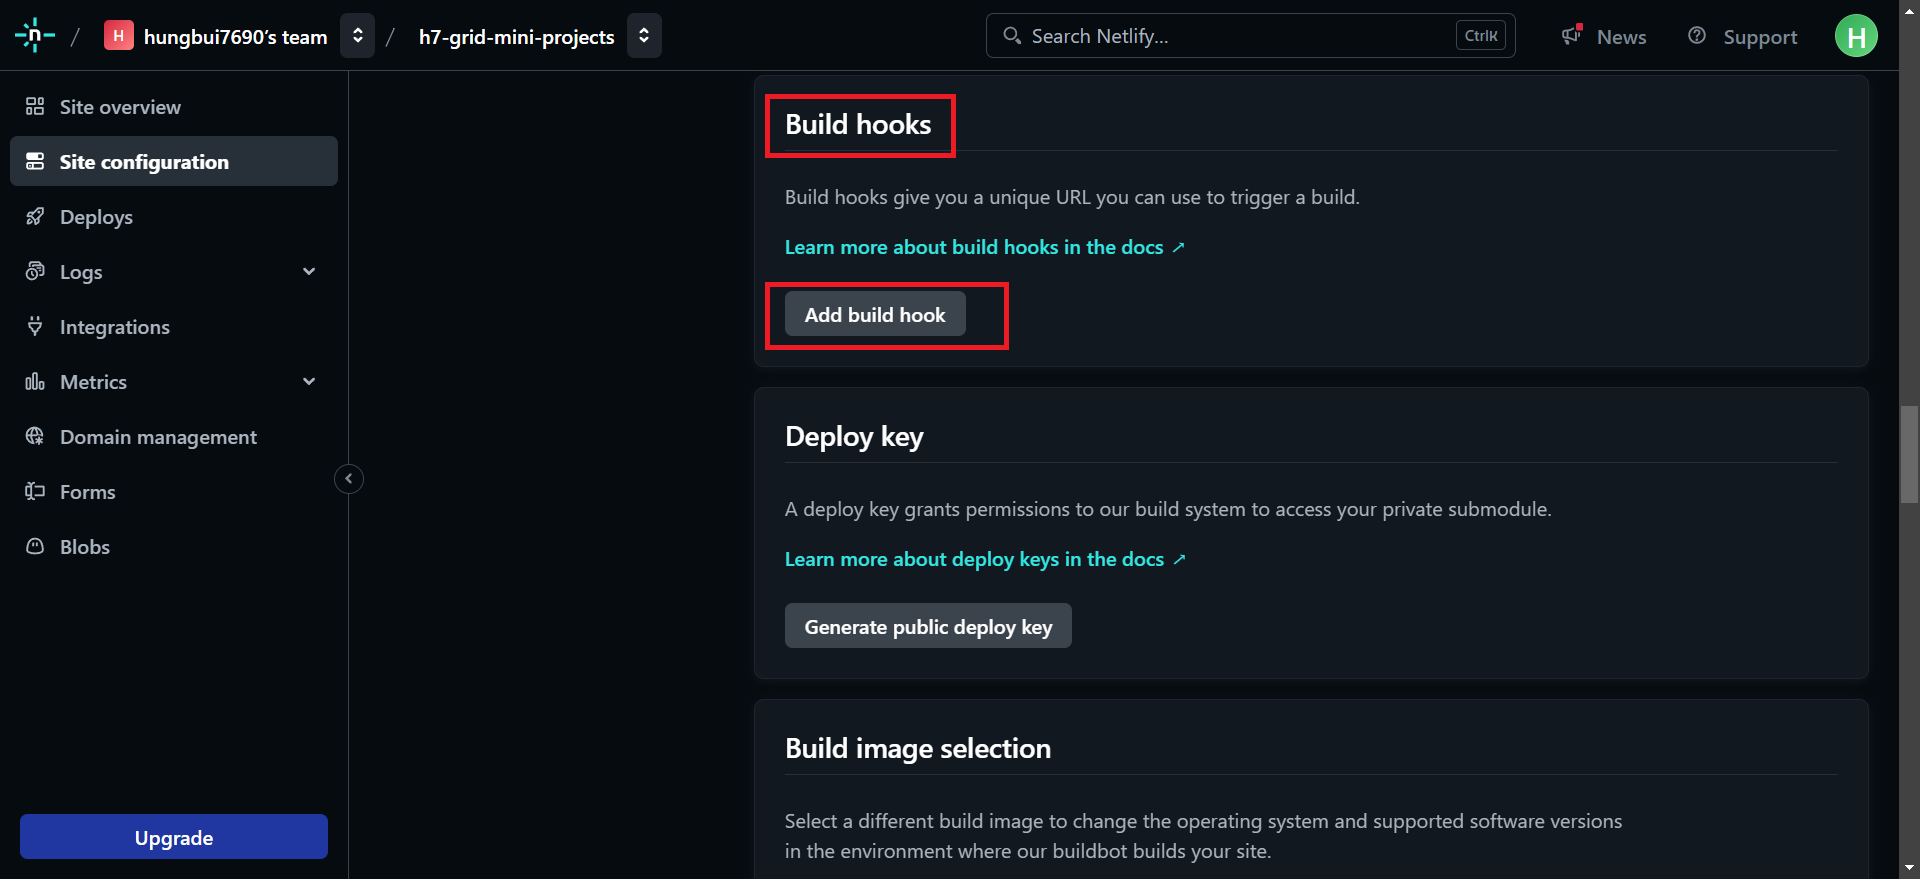 hungbui7690's team
h7-grid-mini-projects
Search Netlify...
CtrlK
News
Support
H
H
Site overview
Site configuration
Deploys
Logs
Integrations
Metrics
Domain management
Forms
Blobs
Upgrade
Build hooks
Build hooks give you a unique URL you can use to trigger a build.
Learn more about build hooks in the docs ↗
Add build hook
Deploy key
A deploy key grants permissions to our build system to access your private submodule.
Learn more about deploy keys in the docs ↗
Generate public deploy key
Build image selection
Select a different build image to change the operating system and supported software versions
in the environment where our buildbot builds your site.